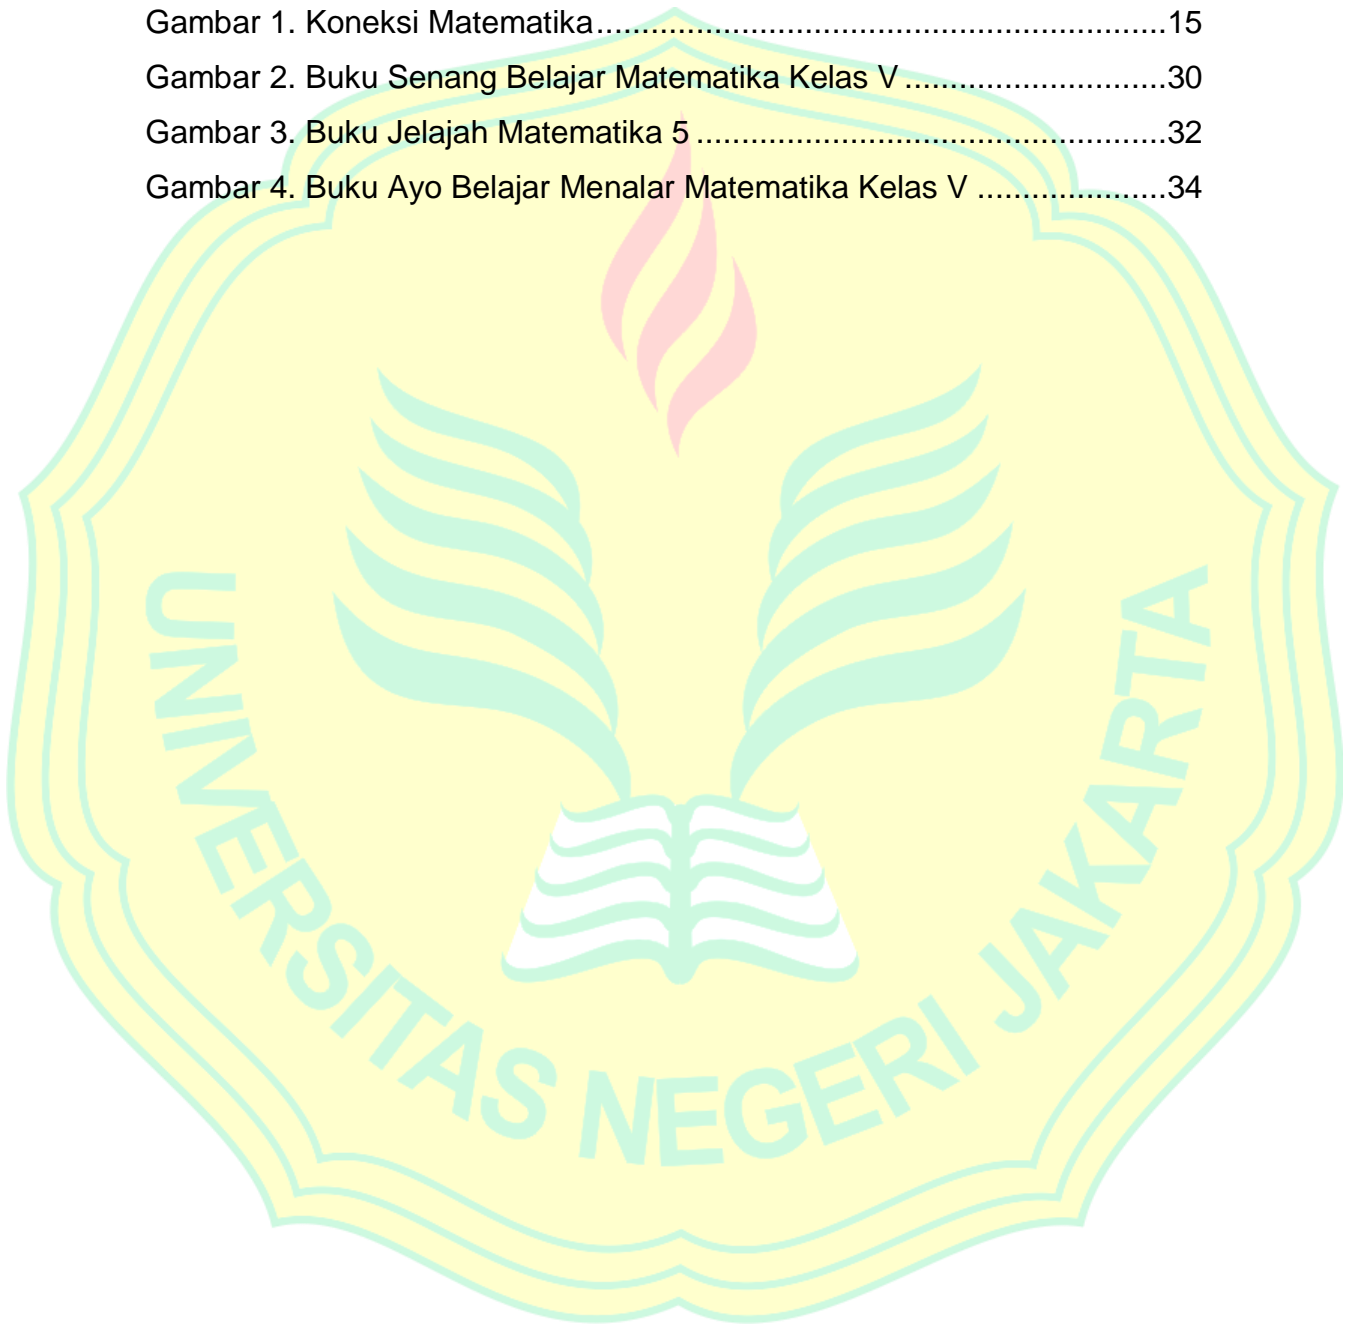 Gambar 1. Koneksi Matematika................................................................15
Gambar 2. Buku Senang Belajar Matematika Kelas V .............................30
Gambar 3. Buku Jelajah Matematika 5 .....................................................32
Gambar 4. Buku Ayo Belajar Menalar Matematika Kelas V .....................34
UNIVERSITAS NEGERI JAKARTA